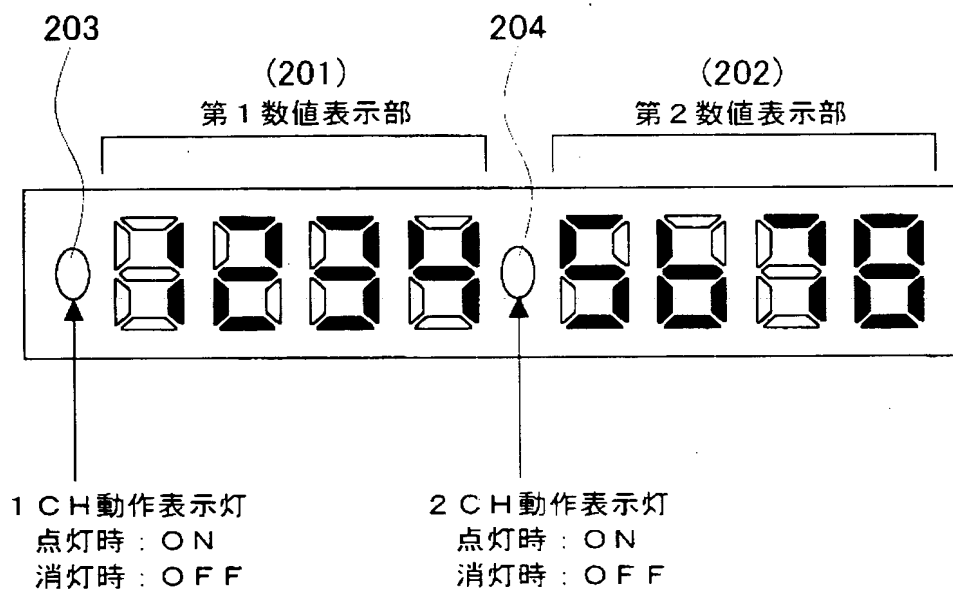 203
204
(201)
(202)
第1数値表示部
第2数値表示部
1234
5678
1CH動作表示灯
点灯時:ON
消灯時:OFF
2CH動作表示灯
点灯時:ON
消灯時:OFF